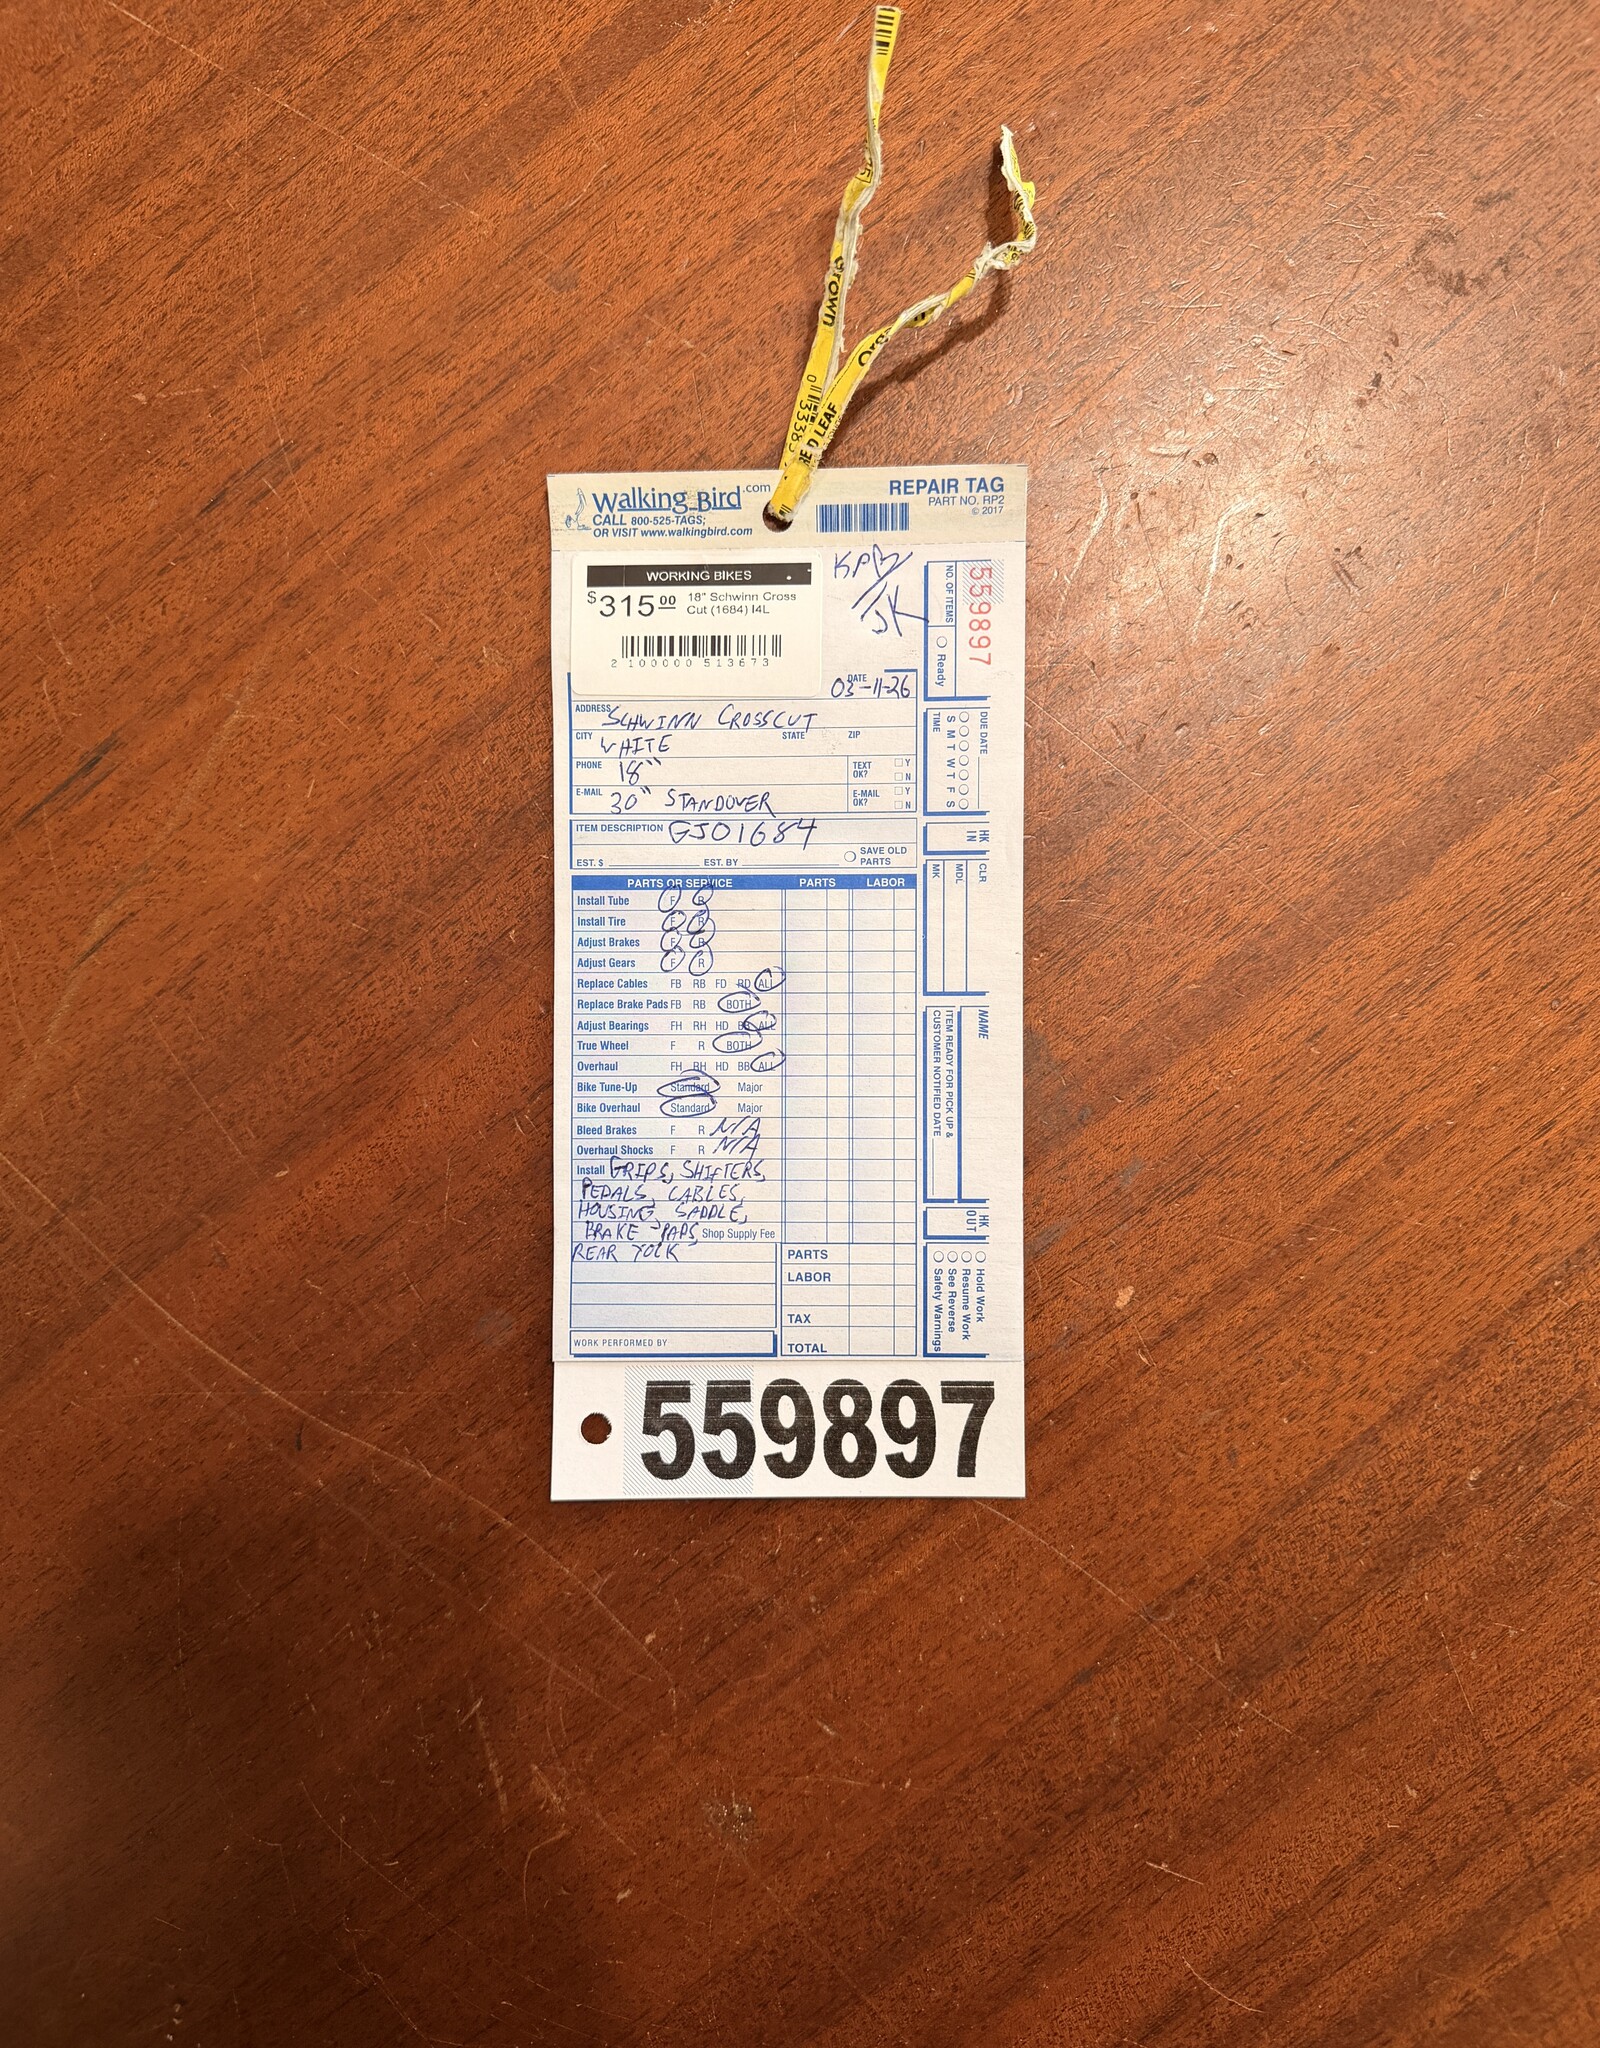 Grown
Orga
0
3338
RED LEAF
Walking Bird.com
CALL 800-525-TAGS;
OR VISIT www.walkingbird.com
REPAIR TAG
PART NO. RP2
© 2017
WORKING BIKES
$315.00 18" Schwinn Cross
Cut (1684) I4L
2 100000 513673
KPB
JK
DATE
03-11-26
ADDRESS SCHWINN CROSSCUT
CITY WHITE STATE ZIP
PHONE 18" TEXT OK? Y N
E-MAIL 30" STANDOVER E-MAIL OK? Y N
ITEM DESCRIPTION GJ01684
EST. $ EST. BY SAVE OLD PARTS
PARTS OR SERVICE PARTS LABOR
Install Tube F R
Install Tire F R
Adjust Brakes F R
Adjust Gears F R
Replace Cables FB RB FD RD ALL
Replace Brake Pads FB RB BOTH
Adjust Bearings FH RH HD BB ALL
True Wheel F R BOTH
Overhaul FH RH HD BB ALL
Bike Tune-Up Standard Major
Bike Overhaul Standard Major
Bleed Brakes F R N/A
Overhaul Shocks F R N/A
Install GRIPS, SHIFTERS,
PEDALS, CABLES,
HOUSING, SADDLE,
BRAKE PADS, Shop Supply Fee
REAR YOLK
PARTS
LABOR
TAX
TOTAL
WORK PERFORMED BY
559897
NO. OF ITEMS
Ready
DUE DATE
S M T W T F S
TIME
HK IN
CLR
MDL
MK
NAME
ITEM READY FOR PICK UP &
CUSTOMER NOTIFIED DATE
HK OUT
Hold Work
Resume Work
See Reverse
Safety Warnings
559897